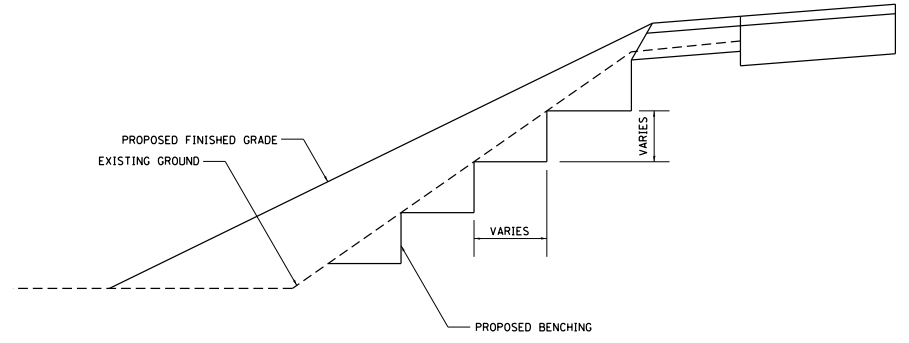 PROPOSED FINISHED GRADE
EXISTING GROUND
VARIES
VARIES
PROPOSED BENCHING